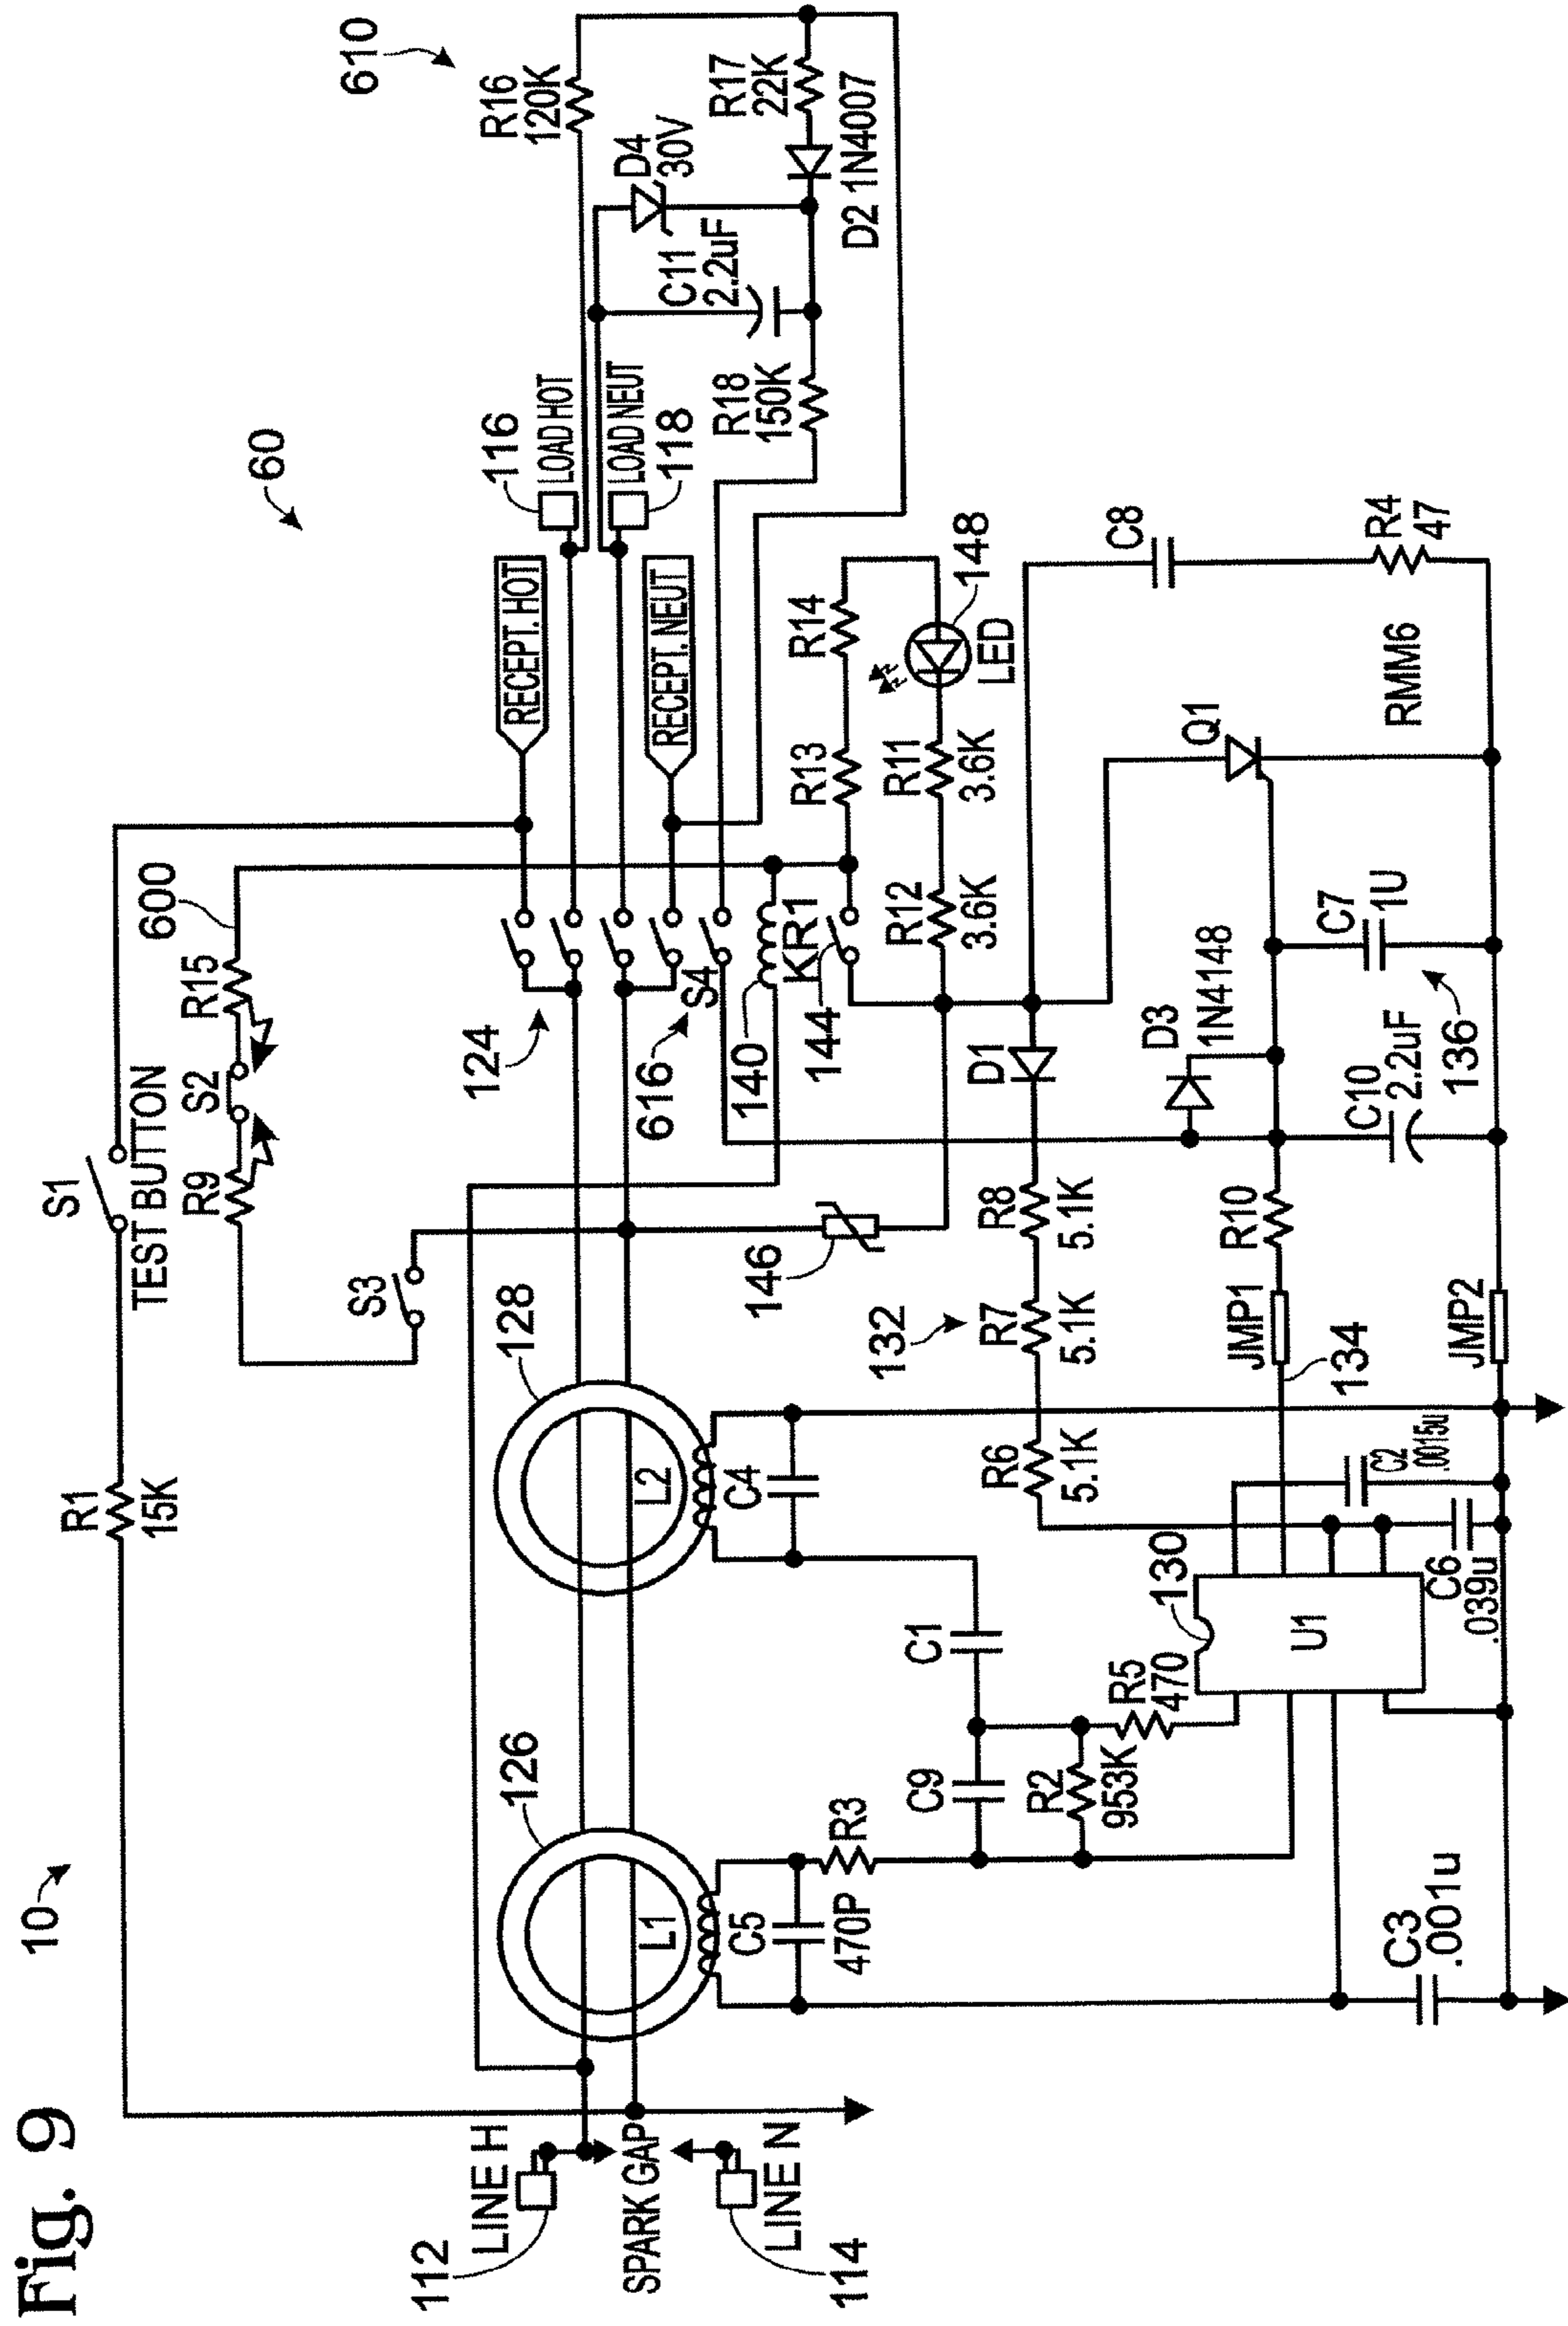 Fig. 9
10
60
610
S1
TEST BUTTON
R1
15K
R9
S2
R15
600
S3
LINE H
112
SPARK GAP
LINE N
114
126
L1
128
L2
124
616
S4
RECEPT. HOT
116
LOAD HOT
LOAD NEUT
118
RECEPT. NEUT
R16
120K
D4
30V
C11
2.2uF
R17
22K
D2 1N4007
R18
150K
140
KR1
144
146
R13
R14
R12
3.6K
R11
3.6K
LED
148
C5
470P
R3
C4
C9
C1
R2
953K
R5
470
132
R6
5.1K
R7
5.1K
R8
5.1K
D1
130
U1
134
JMP1
R10
D3
1N4148
Q1
C8
R4
47
RMM6
C3
.001u
C6
.039u
C2
.0015u
JMP2
C10
2.2uF
136
C7
1U